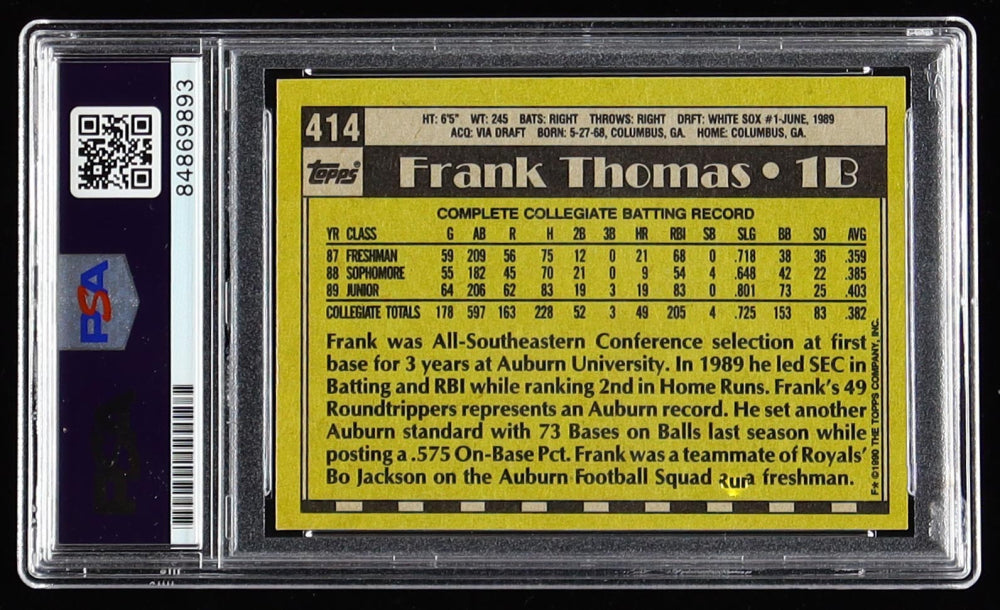 84869893
PSA
414
HT: 6'5" WT: 245 BATS: RIGHT THROWS: RIGHT DRFT: WHITE SOX #1-JUNE, 1989
ACQ: VIA DRAFT BORN: 5-27-68, COLUMBUS, GA. HOME: COLUMBUS, GA.
TOPPS®
Frank Thomas • 1B
COMPLETE COLLEGIATE BATTING RECORD
YR CLASS G AB R H 2B 3B HR RBI SB SLG BB SO AVG
87 FRESHMAN 59 209 56 75 12 0 21 68 0 .718 38 36 .359
88 SOPHOMORE 55 182 45 70 21 0 9 54 4 .648 42 22 .385
89 JUNIOR 64 206 62 83 19 3 19 83 0 .801 73 25 .403
COLLEGIATE TOTALS 178 597 163 228 52 3 49 205 4 .725 153 83 .382
Frank was All-Southeastern Conference selection at first
base for 3 years at Auburn University. In 1989 he led SEC in
Batting and RBI while ranking 2nd in Home Runs. Frank's 49
Roundtrippers represents an Auburn record. He set another
Auburn standard with 73 Bases on Balls last season while
posting a .575 On-Base Pct. Frank was a teammate of Royals'
Bo Jackson on the Auburn Football Squad freshman.
F★ ©1990 THE TOPPS COMPANY, INC.
PSA